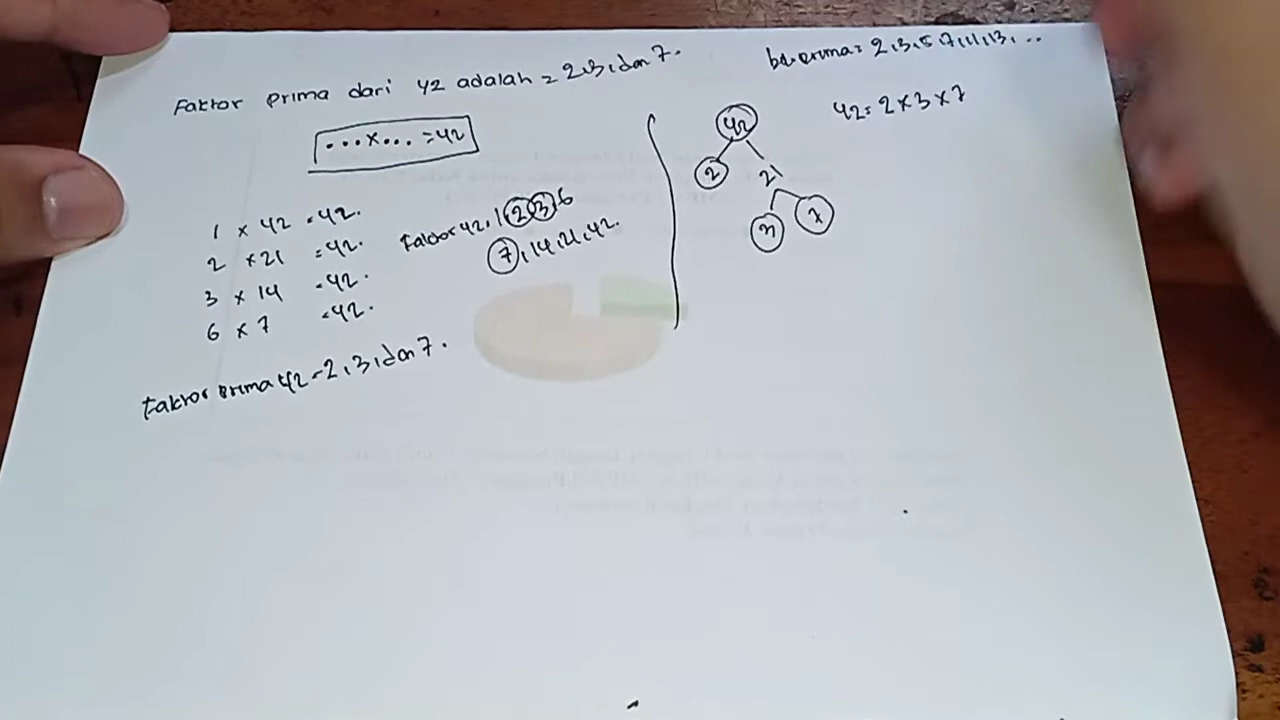 Faktor prima dari 42 adalah = 2,3, dan 7.
bil.prima= 2,3,5,7,11,13,...
...x... = 42
1 x 42 = 42.
2 x 21 = 42.
3 x 14 = 42.
6 x 7 = 42.
Faktor 42, 1, 2, 3, 6
7, 14, 21, 42.
Faktor prima 42 = 2, 3, dan 7.
42
2 21
3 7
42= 2 x 3 x 7